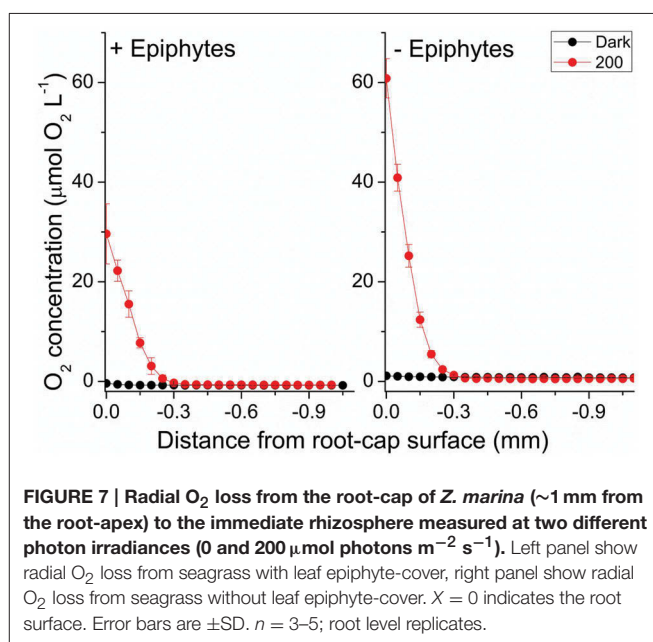 + Epiphytes
- Epiphytes
Dark
200
60
40
20
0
60
40
20
0
O₂ concentration (µmol O₂ L⁻¹)
0.0 -0.3 -0.6 -0.9
0.0 -0.3 -0.6 -0.9
Distance from root-cap surface (mm)
FIGURE 7 | Radial O₂ loss from the root-cap of Z. marina (∼1 mm from
the root-apex) to the immediate rhizosphere measured at two different
photon irradiances (0 and 200 µmol photons m⁻² s⁻¹). Left panel show
radial O₂ loss from seagrass with leaf epiphyte-cover, right panel show radial
O₂ loss from seagrass without leaf epiphyte-cover. X = 0 indicates the root
surface. Error bars are ±SD. n = 3–5; root level replicates.